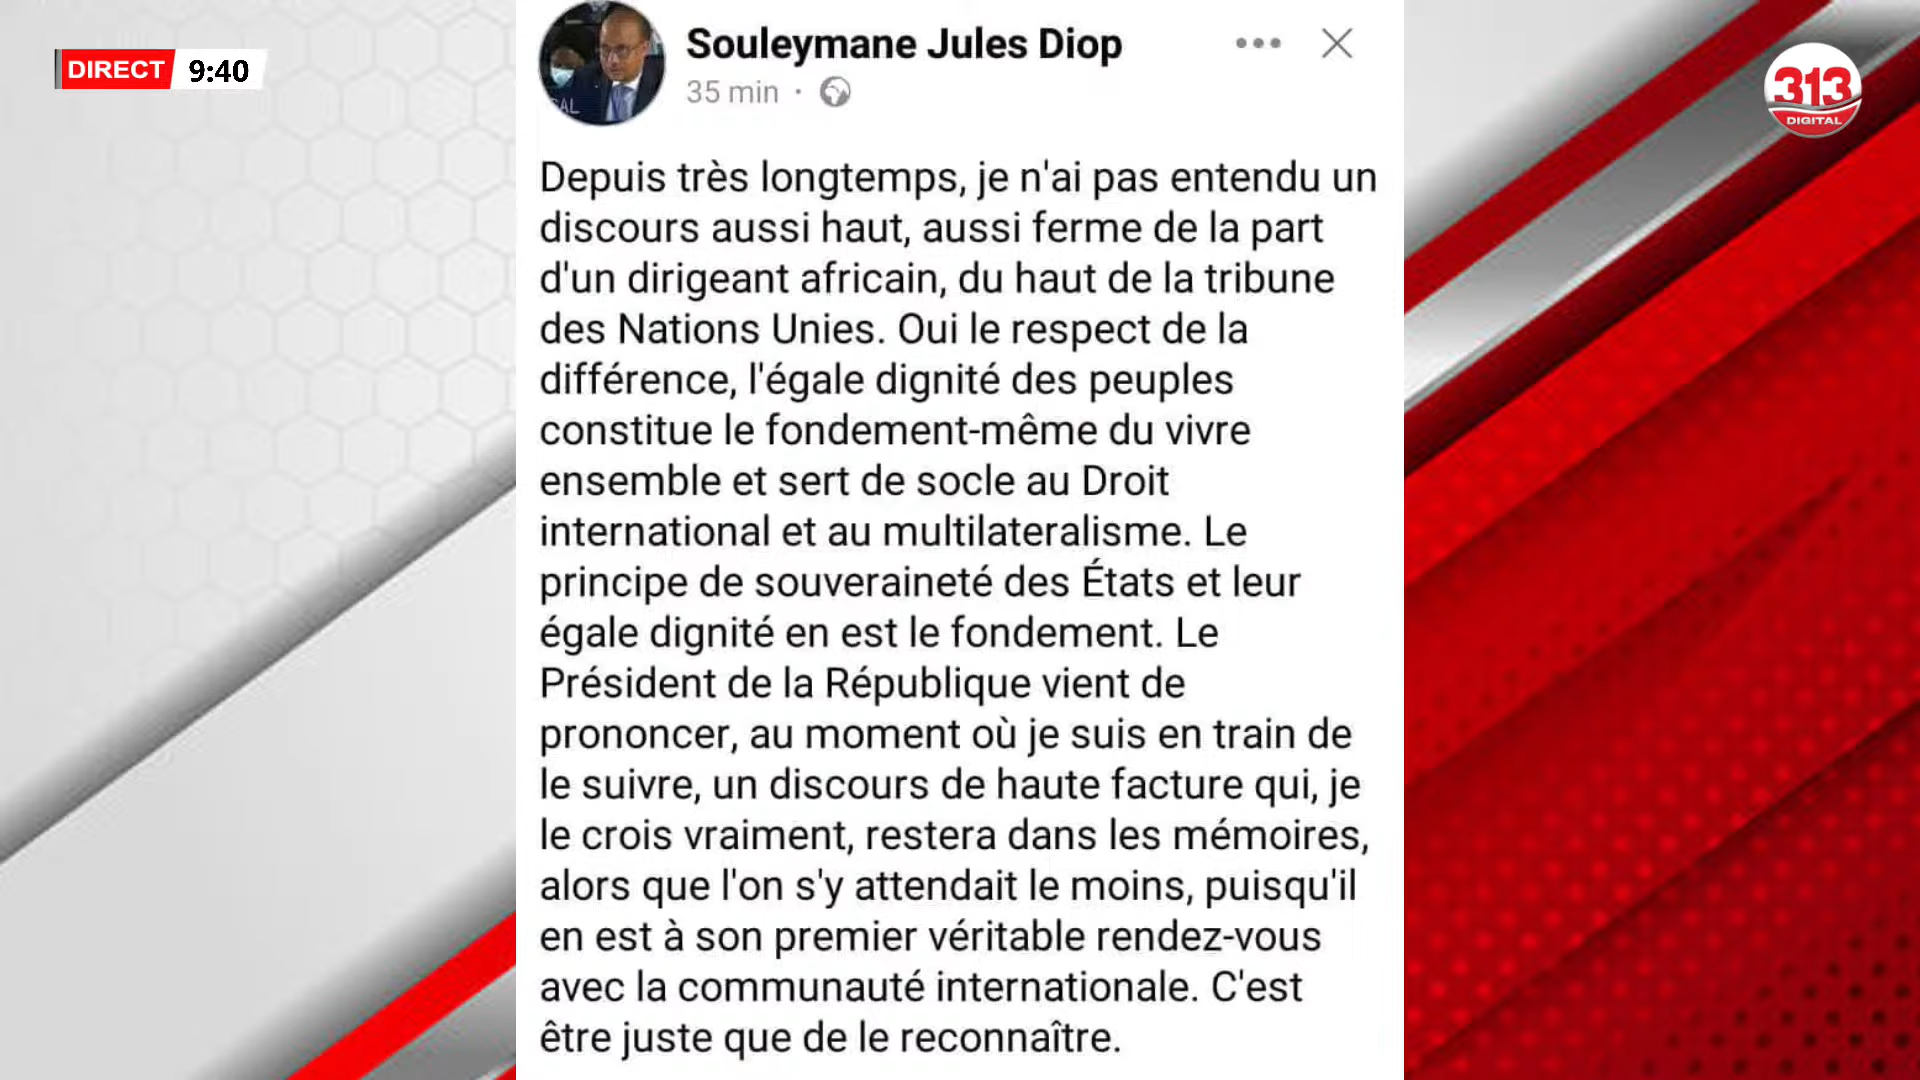 DIRECT 9:40
313
DIGITAL
Souleymane Jules Diop
35 min ·
SAL
Depuis très longtemps, je n'ai pas entendu un
discours aussi haut, aussi ferme de la part
d'un dirigeant africain, du haut de la tribune
des Nations Unies. Oui le respect de la
différence, l'égale dignité des peuples
constitue le fondement-même du vivre
ensemble et sert de socle au Droit
international et au multilateralisme. Le
principe de souveraineté des États et leur
égale dignité en est le fondement. Le
Président de la République vient de
prononcer, au moment où je suis en train de
le suivre, un discours de haute facture qui, je
le crois vraiment, restera dans les mémoires,
alors que l'on s'y attendait le moins, puisqu'il
en est à son premier véritable rendez-vous
avec la communauté internationale. C'est
être juste que de le reconnaître.